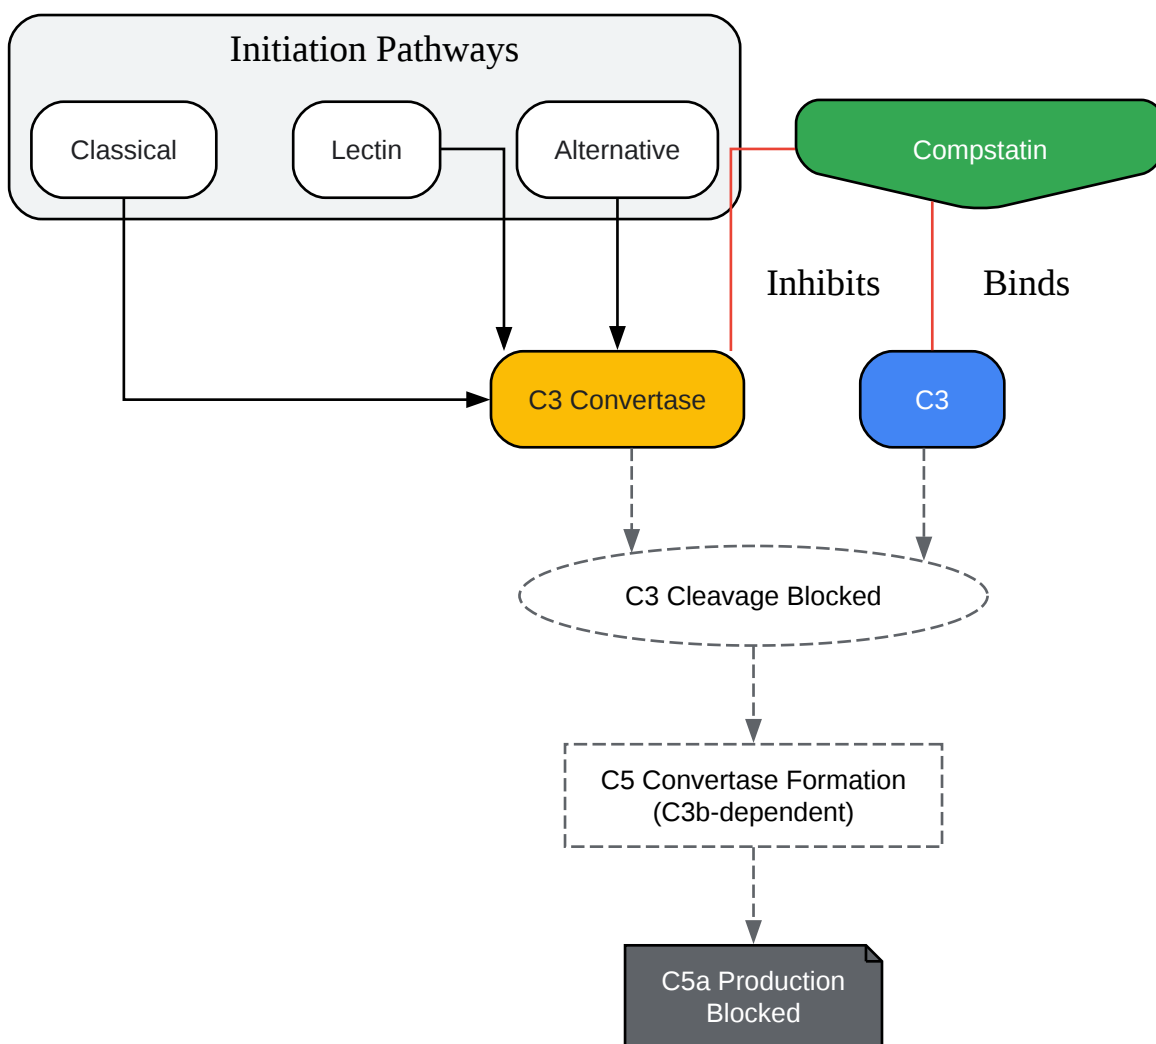 Initiation Pathways
Classical
Lectin
Alternative
Compstatin
Inhibits
Binds
C3 Convertase
C3
C3 Cleavage Blocked
C5 Convertase Formation
(C3b-dependent)
C5a Production
Blocked